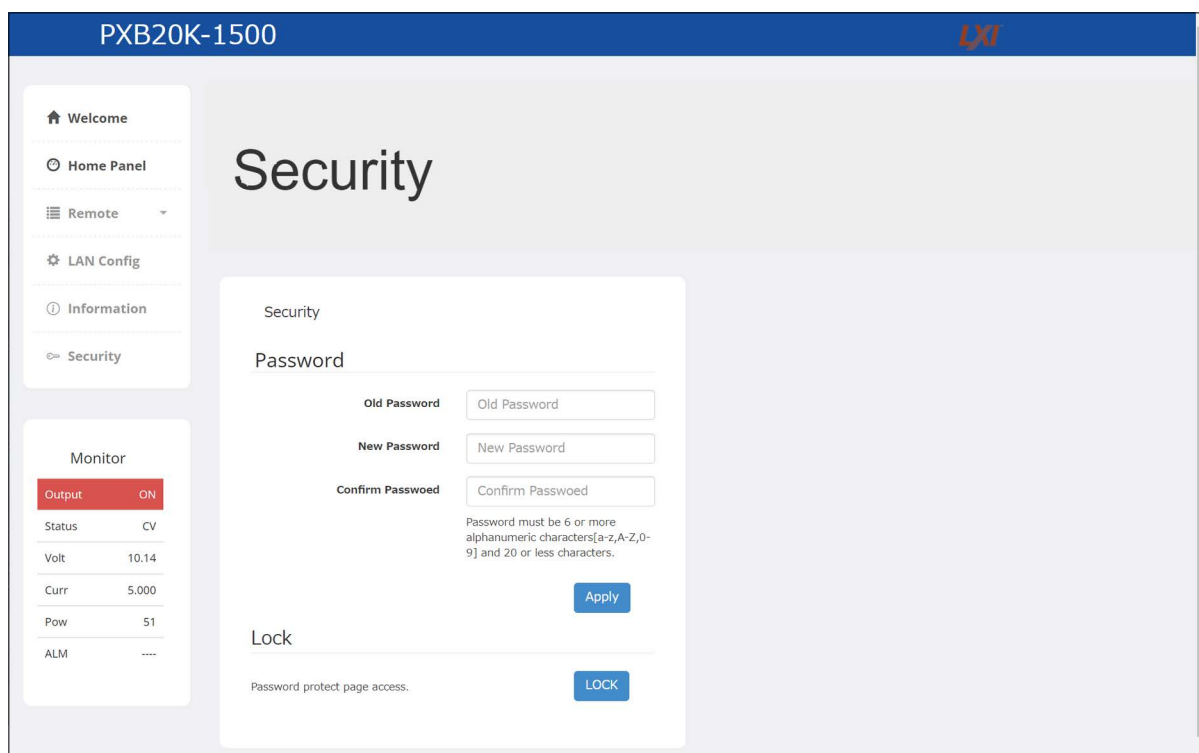 PXB20K-1500
LXI
Welcome
Home Panel
Remote
LAN Config
Information
Security
Security
Security
Password
Old Password Old Password
New Password New Password
Confirm Passwoed Confirm Passwoed
Password must be 6 or more
alphanumeric characters[a-z,A-Z,0-
9] and 20 or less characters.
Apply
Lock
Password protect page access. LOCK
Monitor
Output ON
Status CV
Volt 10.14
Curr 5.000
Pow 51
ALM ----